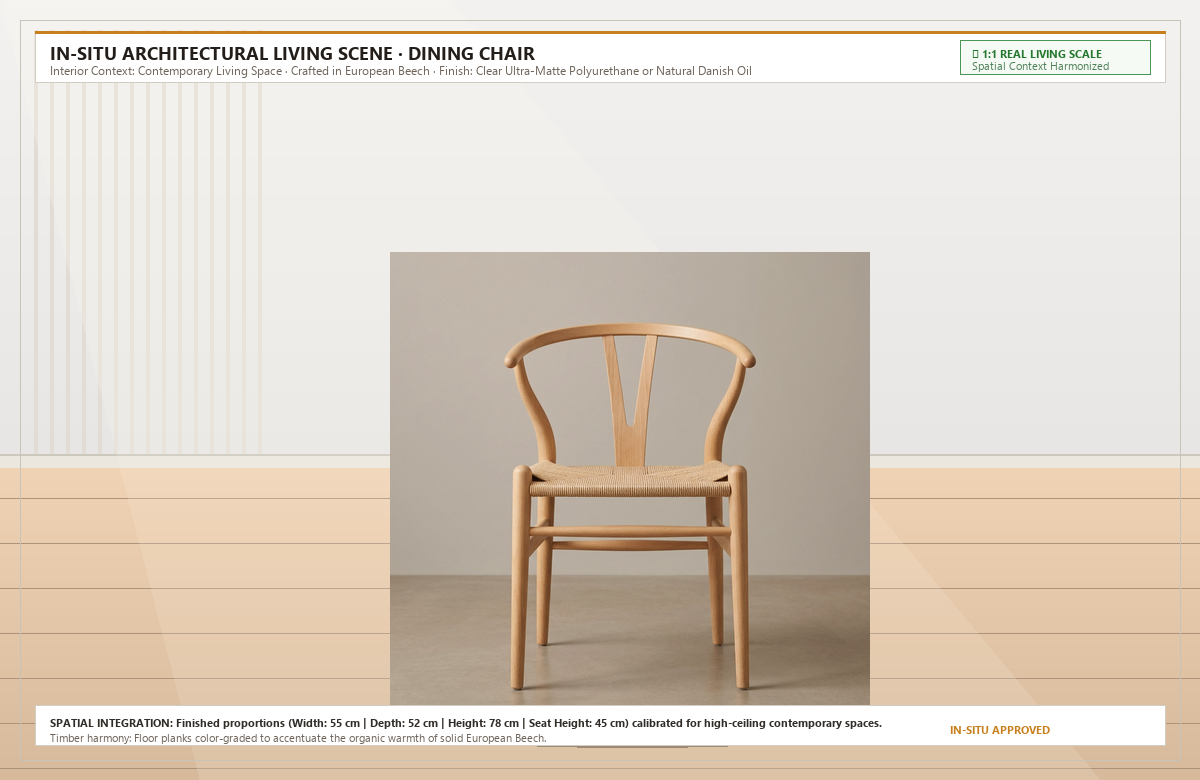 IN-SITU ARCHITECTURAL LIVING SCENE · DINING CHAIR
Interior Context: Contemporary Living Space · Crafted in European Beech · Finish: Clear Ultra-Matte Polyurethane or Natural Danish Oil
1:1 REAL LIVING SCALE
Spatial Context Harmonized
SPATIAL INTEGRATION: Finished proportions (Width: 55 cm | Depth: 52 cm | Height: 78 cm | Seat Height: 45 cm) calibrated for high-ceiling contemporary spaces.
Timber harmony: Floor planks color-graded to accentuate the organic warmth of solid European Beech.
IN-SITU APPROVED